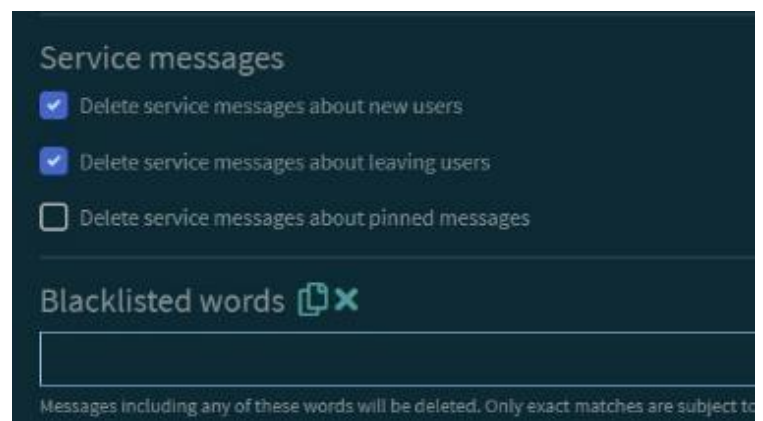 Service messages
Delete service messages about new users
Delete service messages about leaving users
Delete service messages about pinned messages
Blacklisted words
Messages including any of these words will be deleted. Only exact matches are subject to